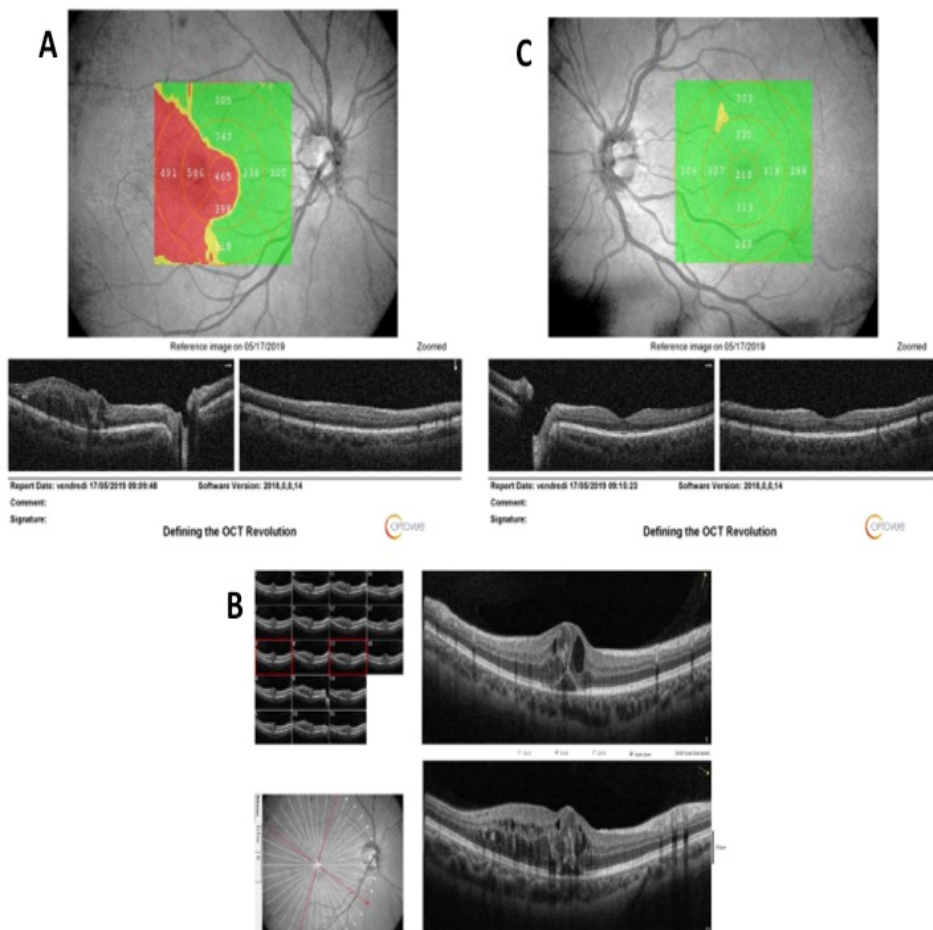 A
305
491 506 465 338 305
398
C
303
335
306 327 268 318 288
313
263
Reference image on 05/17/2019 Zoomed
Reference image on 05/17/2019 Zoomed
Report Date: vendredi 17/05/2019 09:09:48 Software Version: 2018,0,0,14
Comment:
Signature:
Defining the OCT Revolution
optovue
Report Date: vendredi 17/05/2019 09:15:23 Software Version: 2018,0,0,14
Comment:
Signature:
Defining the OCT Revolution
optovue
B